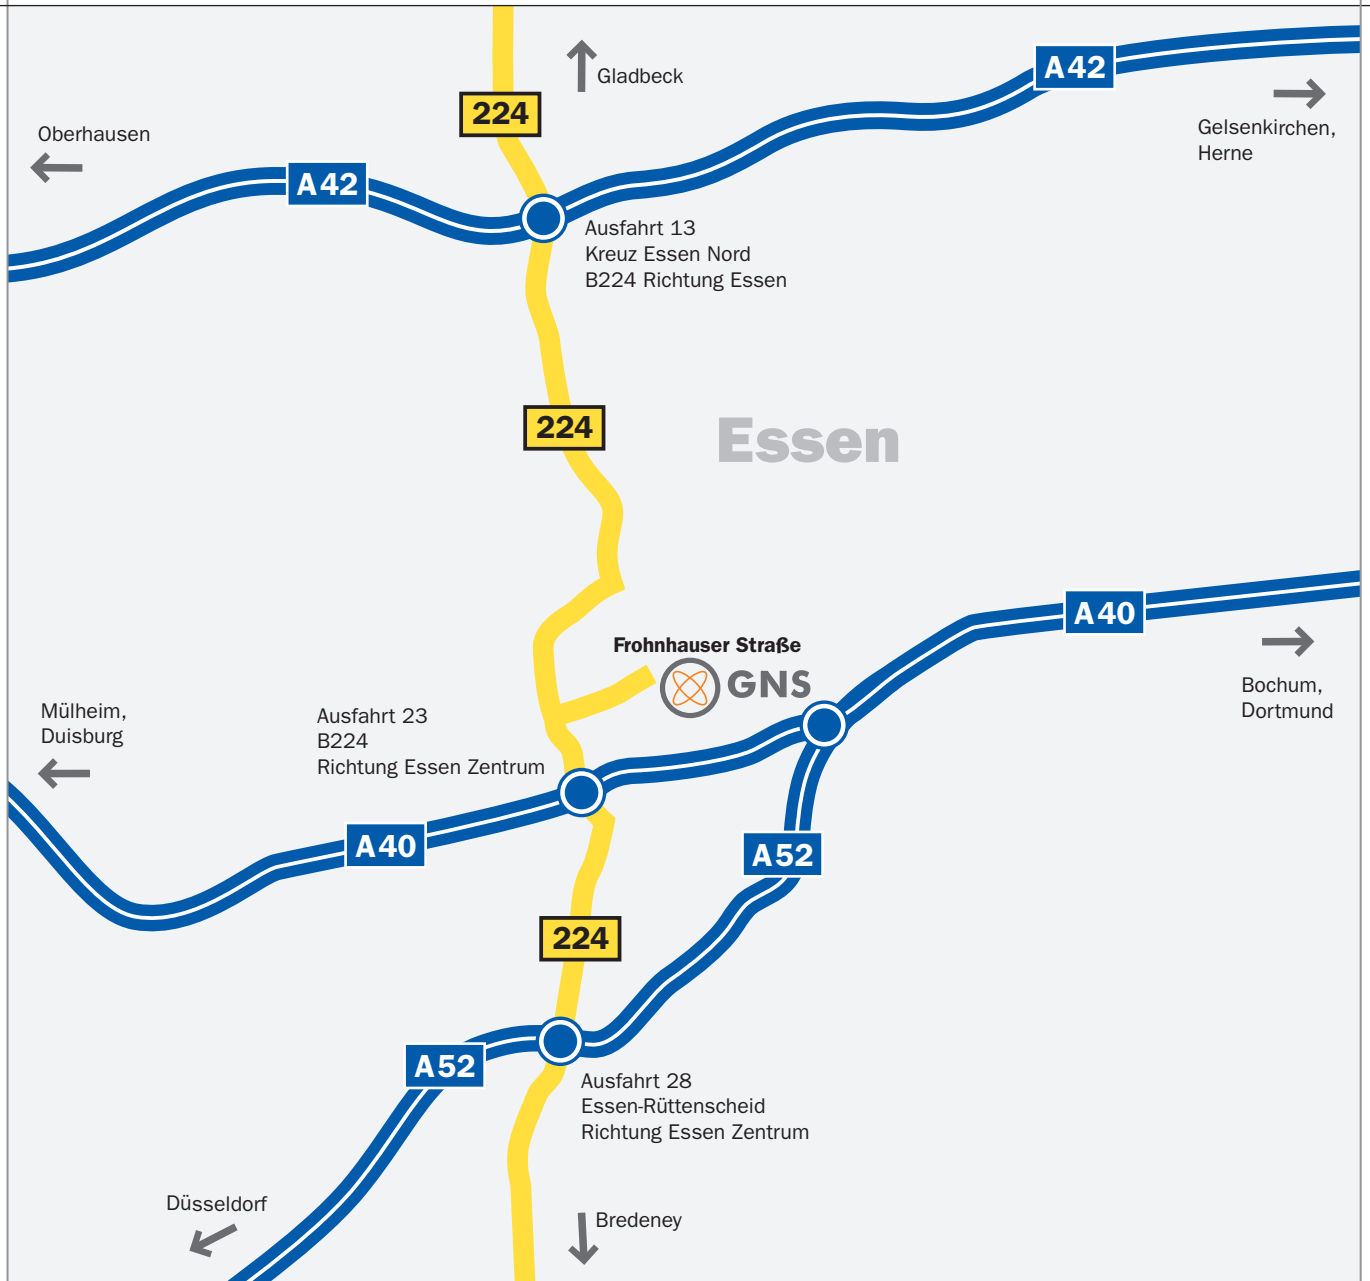 Gladbeck
A42
224
Oberhausen
Gelsenkirchen,
Herne
A42
Ausfahrt 13
Kreuz Essen Nord
B224 Richtung Essen
224
Essen
A40
Frohnhauser Straße
GNS
Bochum,
Dortmund
Mülheim,
Duisburg
Ausfahrt 23
B224
Richtung Essen Zentrum
A40
A52
224
A52
Ausfahrt 28
Essen-Rüttenscheid
Richtung Essen Zentrum
Düsseldorf
Bredeney